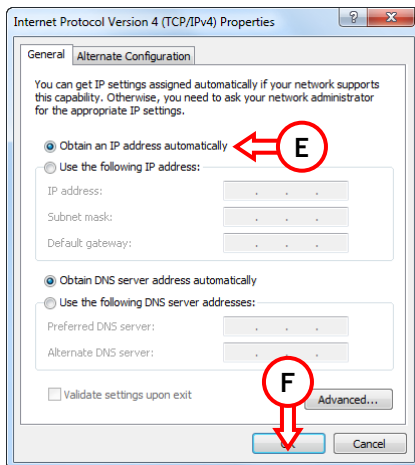 Internet Protocol Version 4 (TCP/IPv4) Properties
General
Alternate Configuration
You can get IP settings assigned automatically if your network supports
this capability. Otherwise, you need to ask your network administrator
for the appropriate IP settings.
Obtain an IP address automatically
E
Use the following IP address:
IP address:
Subnet mask:
Default gateway:
Obtain DNS server address automatically
Use the following DNS server addresses:
Preferred DNS server:
Alternate DNS server:
F
Validate settings upon exit
Advanced...
Cancel